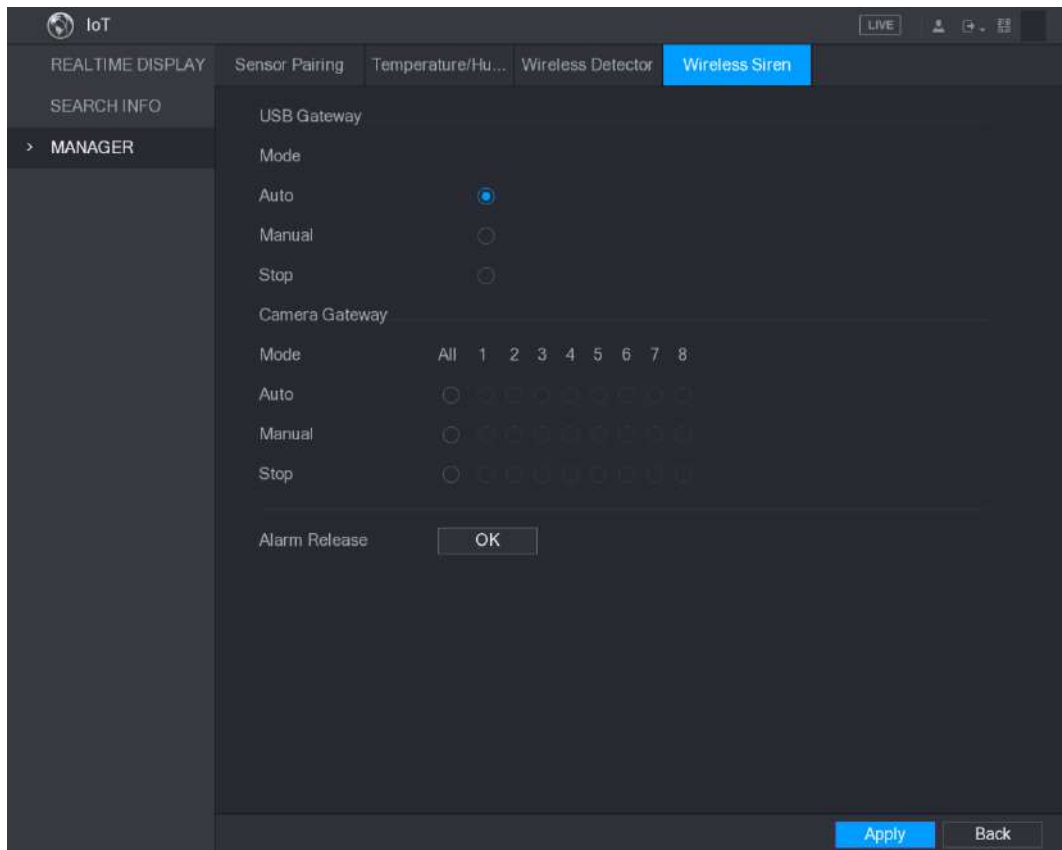 IoT
LIVE
REALTIME DISPLAY
SEARCH INFO
MANAGER
Sensor Pairing Temperature/Hu... Wireless Detector Wireless Siren
USB Gateway
Mode
Auto
Manual
Stop
Camera Gateway
Mode All 1 2 3 4 5 6 7 8
Auto
Manual
Stop
Alarm Release OK
Apply Back